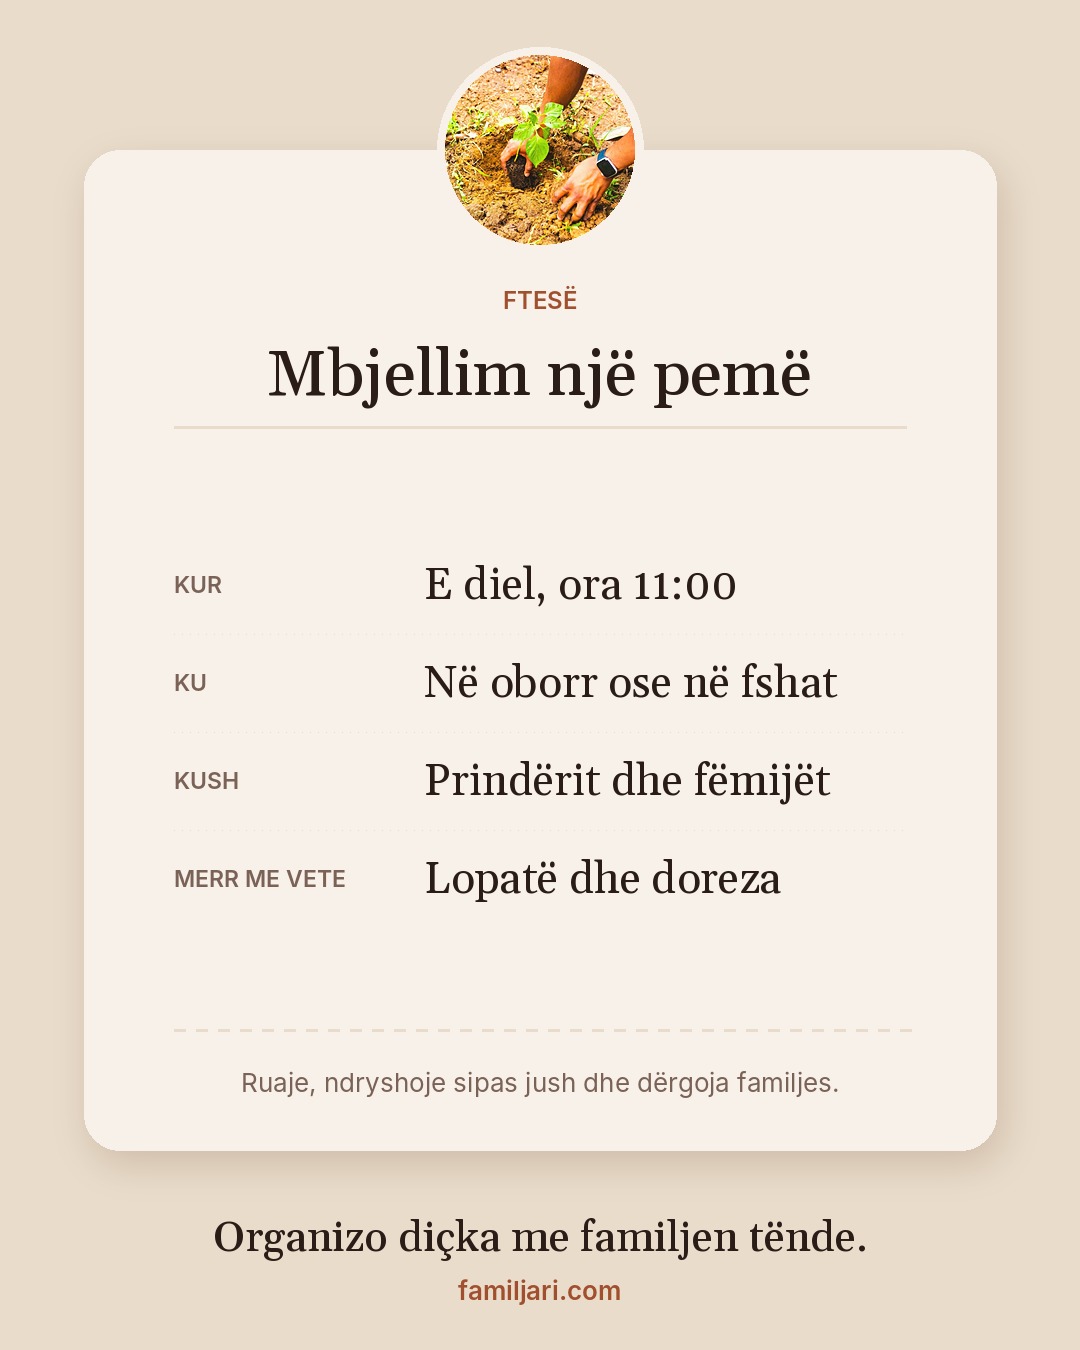 FTESË
Mbjellim një pemë
KUR E diel, ora 11:00
KU Në oborr ose në fshat
KUSH Prindërit dhe fëmijët
MERR ME VETE Lopatë dhe doreza
Ruaje, ndryshoje sipas jush dhe dërgoja familjes.
Organizo diçka me familjen tënde.
familjari.com